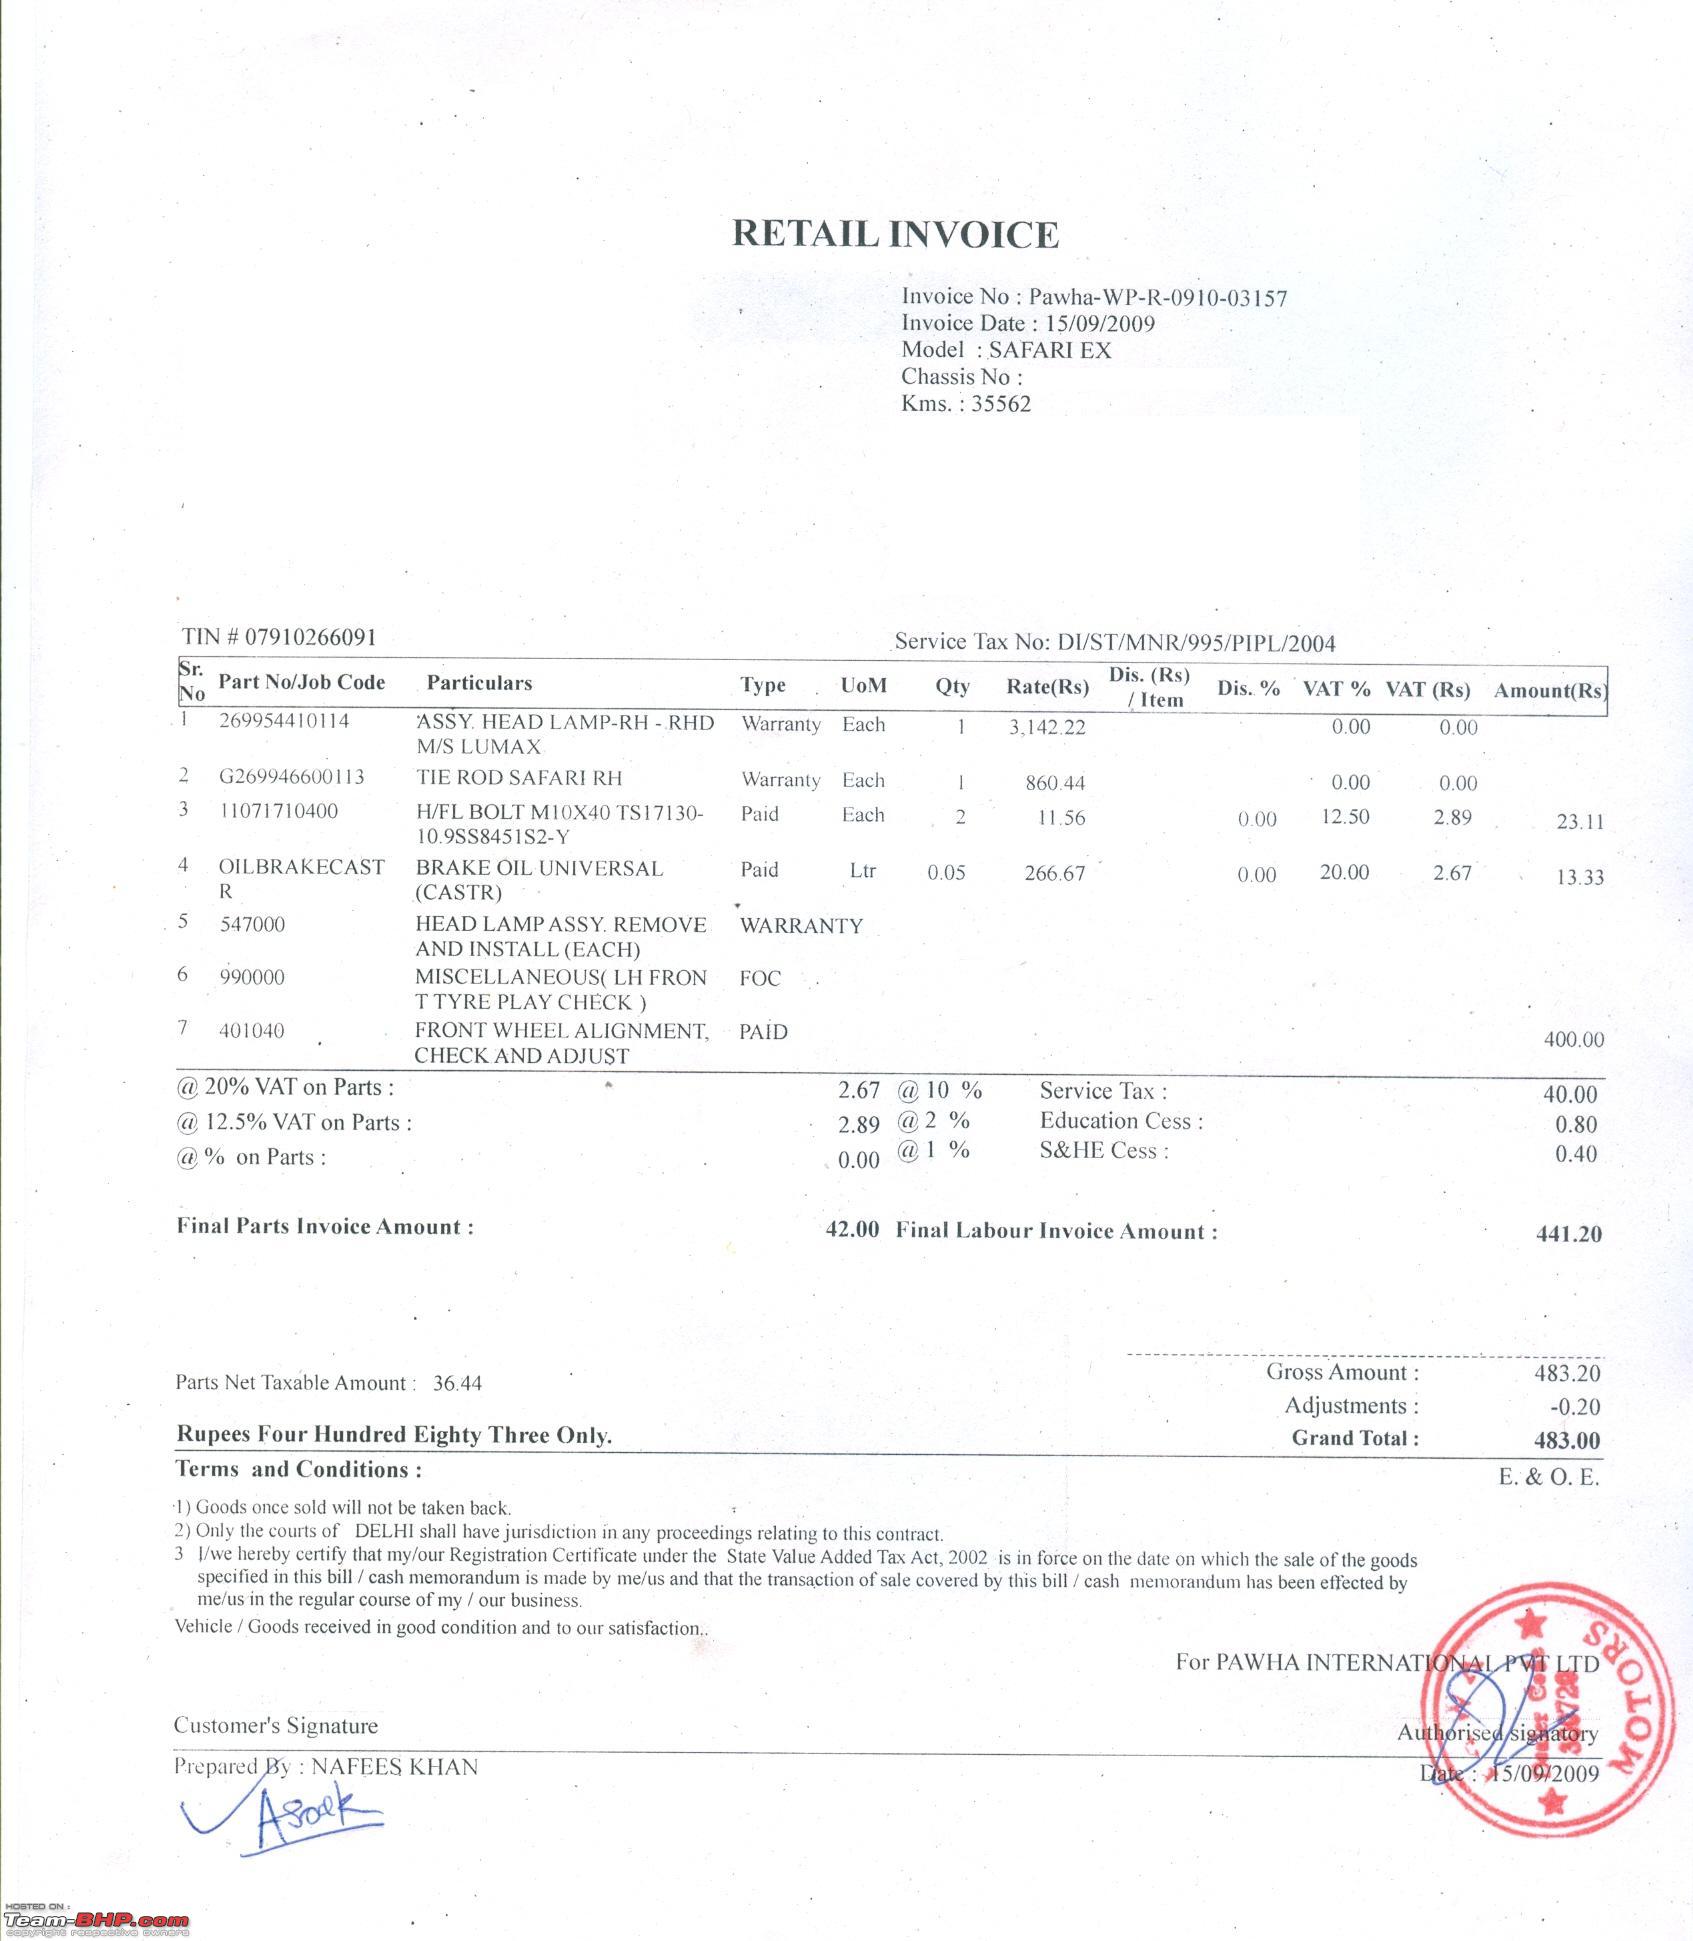 RETAIL INVOICE
Invoice No : Pawha-WP-R-0910-03157
Invoice Date : 15/09/2009
Model : SAFARI EX
Chassis No :
Kms. : 35562
TIN # 07910266091 Service Tax No: DI/ST/MNR/995/PIPL/2004
Sr. No Part No/Job Code Particulars Type UoM Qty Rate(Rs) Dis. (Rs) / Item Dis. % VAT % VAT (Rs) Amount(Rs)
1 269954410114 ASSY. HEAD LAMP-RH - RHD Warranty Each 1 3,142.22 0.00 0.00
M/S LUMAX
2 G269946600113 TIE ROD SAFARI RH Warranty Each 1 860.44 0.00 0.00
3 11071710400 H/FL BOLT M10X40 TS17130- Paid Each 2 11.56 0.00 12.50 2.89 23.11
10.9SS8451S2-Y
4 OILBRAKECAST BRAKE OIL UNIVERSAL Paid Ltr 0.05 266.67 0.00 20.00 2.67 13.33
R (CASTR)
5 547000 HEAD LAMP ASSY. REMOVE WARRANTY
AND INSTALL (EACH)
6 990000 MISCELLANEOUS( LH FRON FOC
T TYRE PLAY CHECK )
7 401040 FRONT WHEEL ALIGNMENT, PAID 400.00
CHECK AND ADJUST
@ 20% VAT on Parts : 2.67 @ 10 % Service Tax : 40.00
@ 12.5% VAT on Parts : 2.89 @ 2 % Education Cess : 0.80
@ % on Parts : 0.00 @ 1 % S&HE Cess : 0.40
Final Parts Invoice Amount : 42.00 Final Labour Invoice Amount : 441.20
Gross Amount : 483.20
Parts Net Taxable Amount : 36.44
Adjustments : -0.20
Rupees Four Hundred Eighty Three Only. Grand Total : 483.00
Terms and Conditions : E. & O. E.
1) Goods once sold will not be taken back.
2) Only the courts of DELHI shall have jurisdiction in any proceedings relating to this contract.
3 I/we hereby certify that my/our Registration Certificate under the State Value Added Tax Act, 2002 is in force on the date on which the sale of the goods
specified in this bill / cash memorandum is made by me/us and that the transaction of sale covered by this bill / cash memorandum has been effected by
me/us in the regular course of my / our business.
Vehicle / Goods received in good condition and to our satisfaction..
For PAWHA INTERNATIONAL PVT LTD
MOTORS
Customer's Signature Authorised signatory
Prepared By : NAFEES KHAN Date : 15/09/2009
HOSTED ON :
Team-BHP.com
copyright respective owners